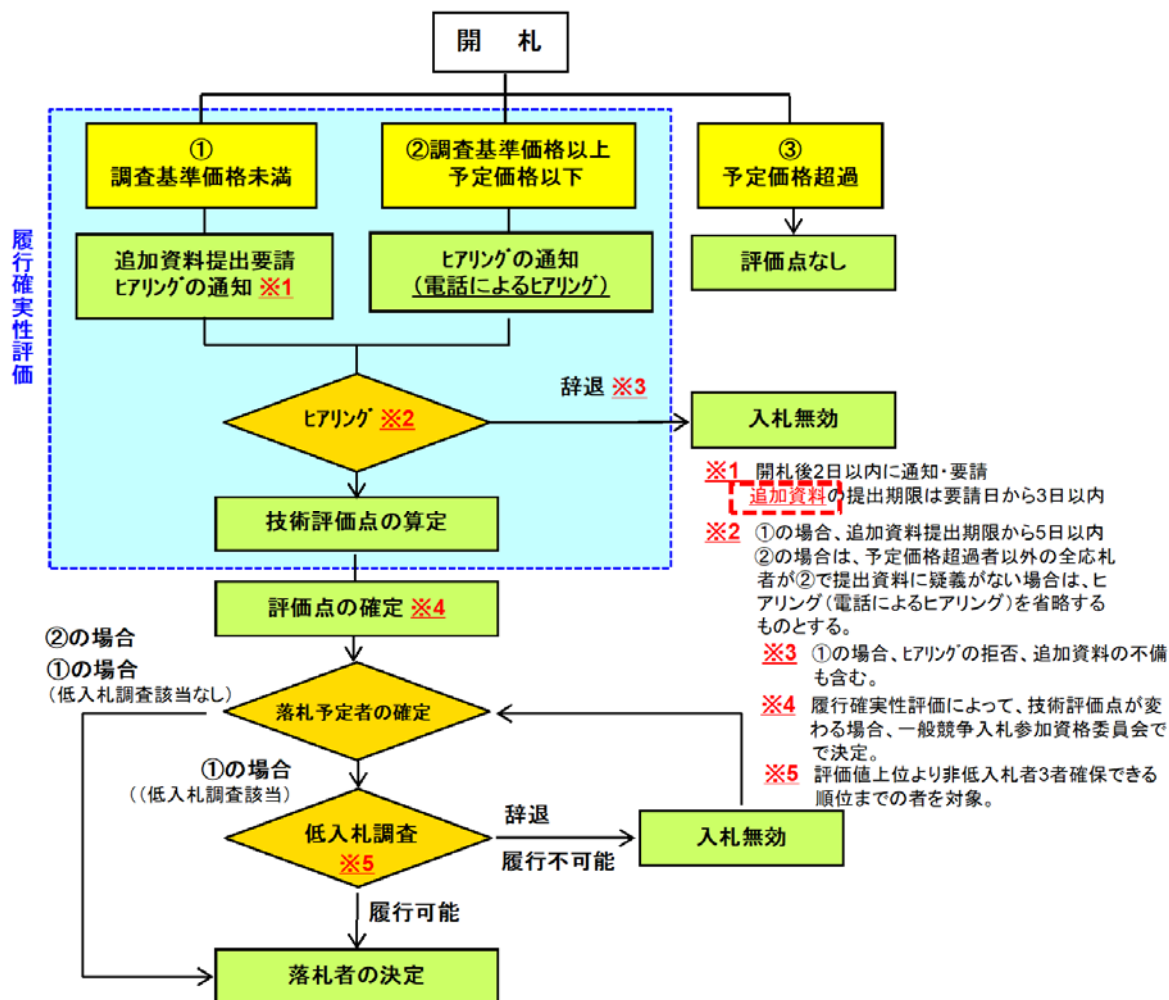 開 札
①
調査基準価格未満
②調査基準価格以上
予定価格以下
③
予定価格超過
履行確実性評価
追加資料提出要請
ﾋｱﾘﾝｸﾞの通知 ※1
ﾋｱﾘﾝｸﾞの通知
(電話によるﾋｱﾘﾝｸﾞ)
評価点なし
ﾋｱﾘﾝｸﾞ ※2
辞退 ※3
入札無効
技術評価点の算定
評価点の確定 ※4
※1 開札後2日以内に通知・要請
追加資料の提出期限は要請日から3日以内
※2 ①の場合、追加資料提出期限から5日以内
②の場合は、予定価格超過者以外の全応札
者が②で提出資料に疑義がない場合は、ヒ
アリング(電話によるヒアリング)を省略する
ものとする。
※3 ①の場合、ﾋｱﾘﾝｸﾞの拒否、追加資料の不備
も含む。
※4 履行確実性評価によって、技術評価点が変
わる場合、一般競争入札参加資格委員会で
で決定。
※5 評価値上位より非低入札者3者確保できる
順位までの者を対象。
②の場合
①の場合
(低入札調査該当なし)
落札予定者の確定
①の場合
((低入札調査該当)
低入札調査
※5
辞退
履行不可能
入札無効
履行可能
落札者の決定